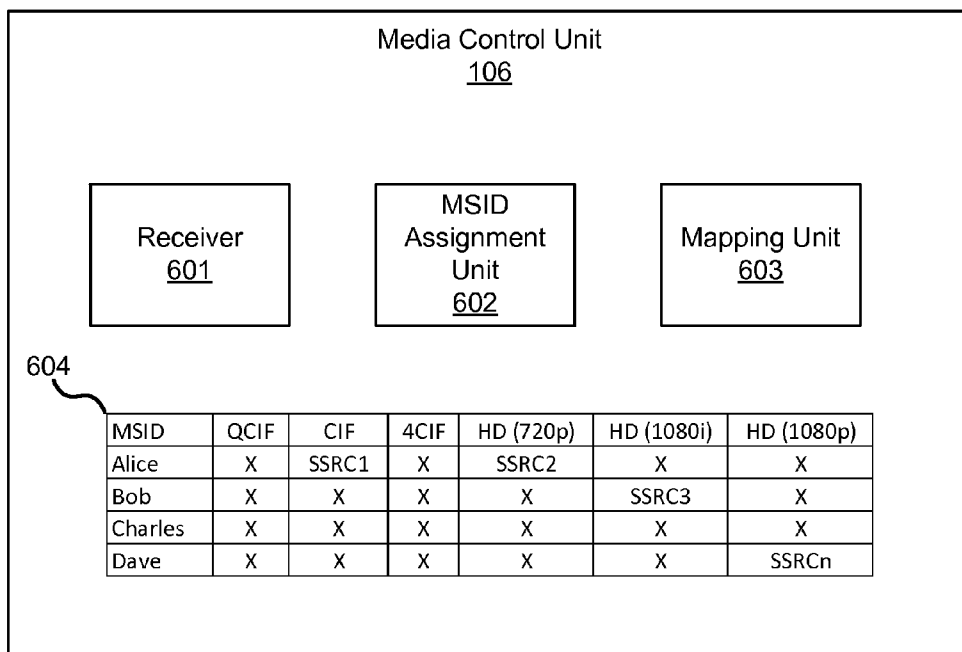 Media Control Unit
106
Receiver
601
MSID
Assignment
Unit
602
Mapping Unit
603
604
MSID QCIF CIF 4CIF HD (720p) HD (1080i) HD (1080p)
Alice X SSRC1 X SSRC2 X X
Bob X X X X SSRC3 X
Charles X X X X X X
Dave X X X X X SSRCn